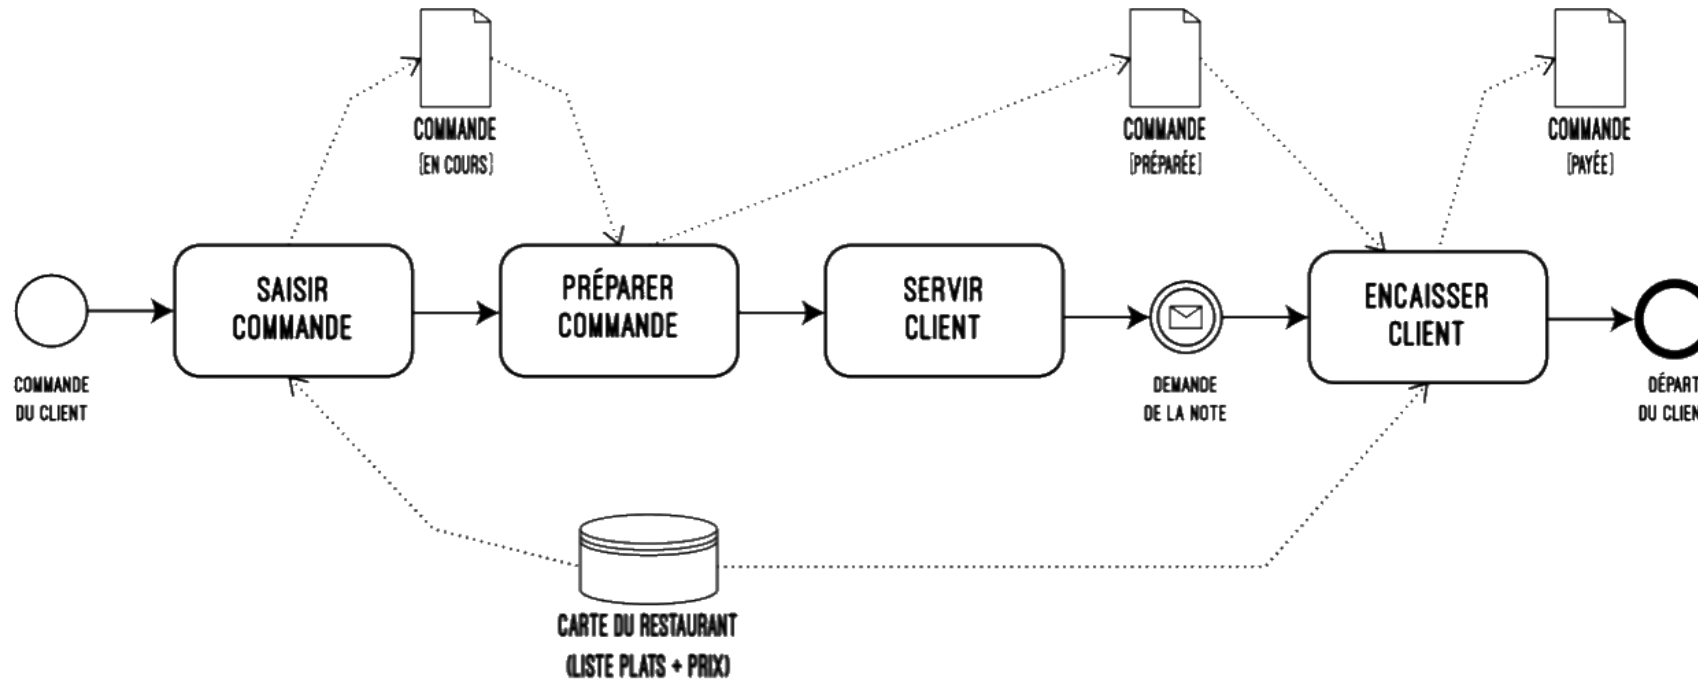 COMMANDE
[EN COURS]
COMMANDE
[PRÉPARÉE]
COMMANDE
[PAYÉE]
SAISIR
COMMANDE
PRÉPARER
COMMANDE
SERVIR
CLIENT
ENCAISSER
CLIENT
COMMANDE
DU CLIENT
DEMANDE
DE LA NOTE
DÉPART
DU CLIEN
CARTE DU RESTAURANT
(LISTE PLATS + PRIX)